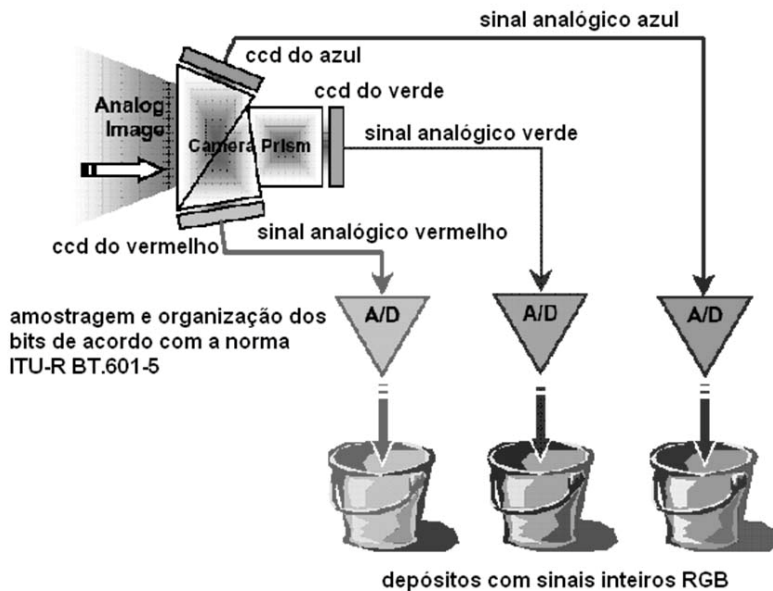 sinal analógico azul
ccd do azul
ccd do verde
Analog
Image
Camera Prism
sinal analógico verde
sinal analógico vermelho
ccd do vermelho
amostragem e organização dos
bits de acordo com a norma
ITU-R BT.601-5
A/D
A/D
A/D
depósitos com sinais inteiros RGB